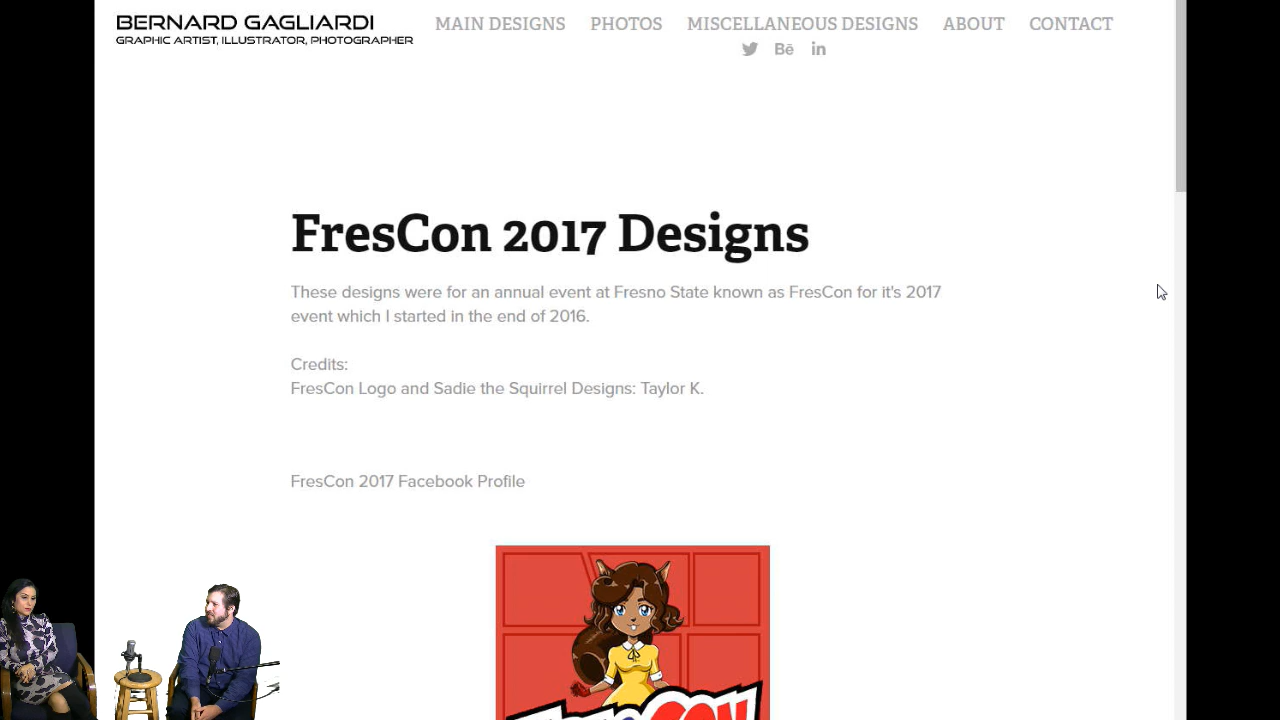 BERNARD GAGLIARDI
GRAPHIC ARTIST, ILLUSTRATOR, PHOTOGRAPHER
MAIN DESIGNS PHOTOS MISCELLANEOUS DESIGNS ABOUT CONTACT
Bē in
FresCon 2017 Designs
These designs were for an annual event at Fresno State known as FresCon for it's 2017
event which I started in the end of 2016.
Credits:
FresCon Logo and Sadie the Squirrel Designs: Taylor K.
FresCon 2017 Facebook Profile